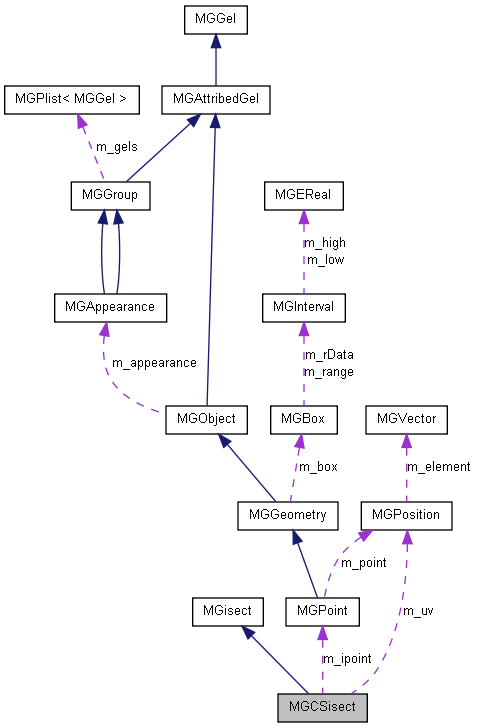 MGGel
MGPlist< MGGel >
MGAttribedGel
m_gels
MGGroup
MGEReal
m_high
m_low
MGAppearance
MGInterval
m_appearance
m_rData
m_range
MGObject
MGBox
MGVector
m_box
m_element
MGGeometry
MGPosition
m_point
MGisect
MGPoint
m_uv
m_ipoint
MGCSisect